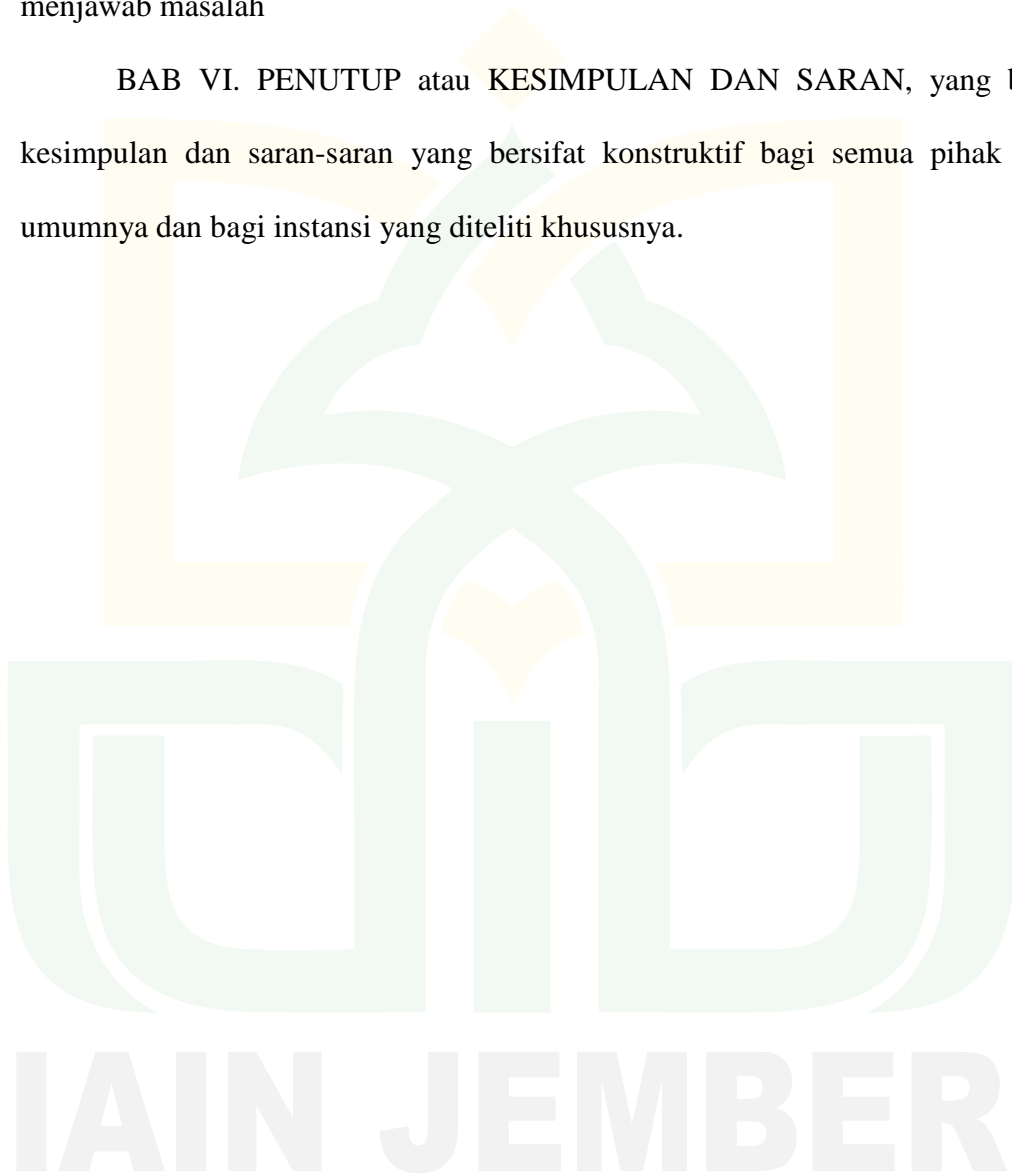 menjawab masalah
BAB VI. PENUTUP atau KESIMPULAN DAN SARAN, yang
kesimpulan dan saran-saran yang bersifat konstruktif bagi semua pihak
umumnya dan bagi instansi yang diteliti khususnya.
IAIN JEMBER